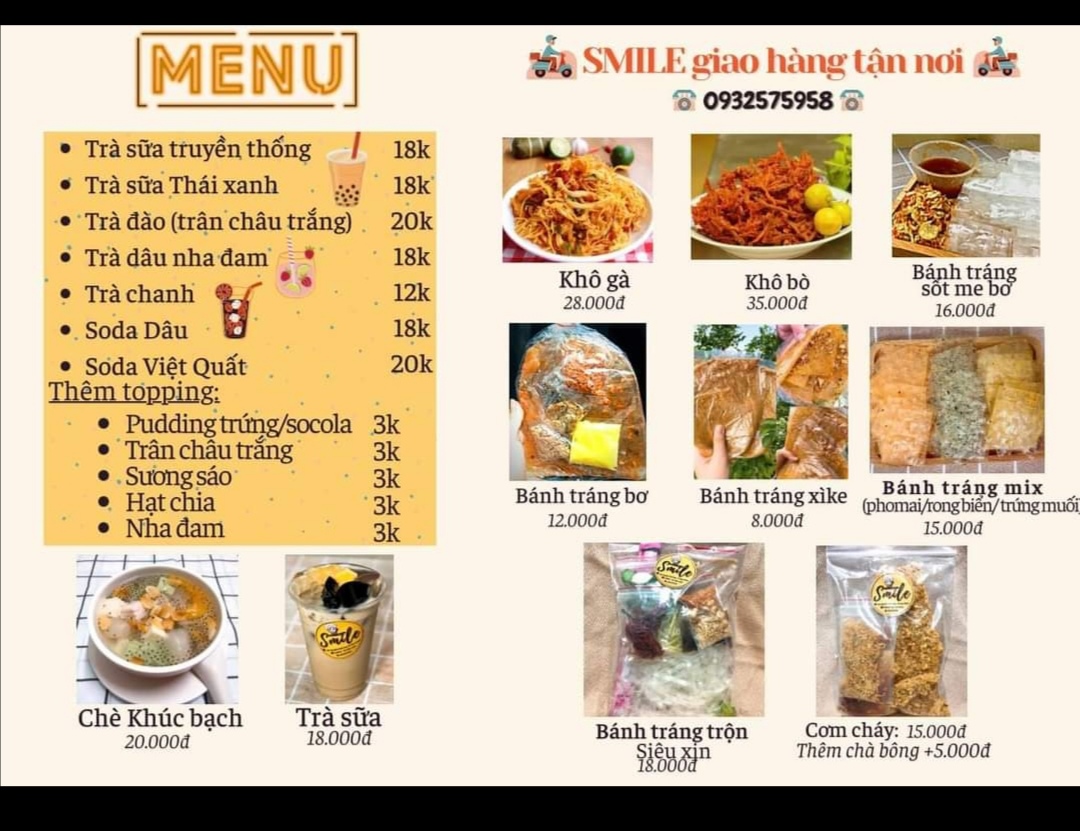 MENU
Trà sữa truyền thống 18k
Trà sữa Thái xanh 18k
Trà đào (trận châu trắng) 20k
Trà dâu nha đam 18k
Trà chanh 12k
Soda Dâu 18k
Soda Việt Quất 20k
Thêm topping:
Pudding trứng/socola 3k
Trân châu trắng 3k
Sương sáo 3k
Hạt chia 3k
Nha đam 3k
Chè Khúc bạch
20.000đ
Smile
Trà sữa
18.000đ
SMILE giao hàng tận nơi
0932575958
Khô gà
28.000đ
Khô bò
35.000đ
Bánh tráng
sốt me bơ
16.000đ
Bánh tráng bơ
12.000đ
Bánh tráng xìke
8.000đ
Bánh tráng mix
(phomai/rong biển/ trứng muối)
15.000đ
Smile
Bánh tráng trộn
Siêu xịn
18.000đ
Smile
Cơm cháy: 15.000đ
Thêm chà bông +5.000đ